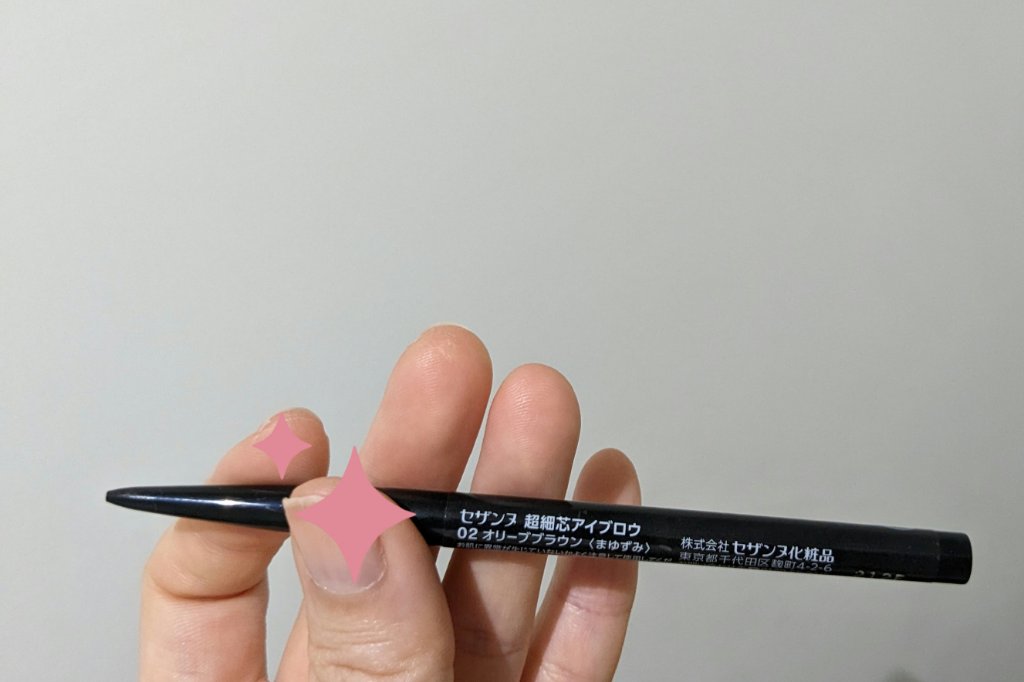 セザンヌ 超細芯アイブロウ
02 オリーブブラウン〈まゆずみ〉
株式会社 セザンヌ化粧品
東京都千代田区麹町4-2-6